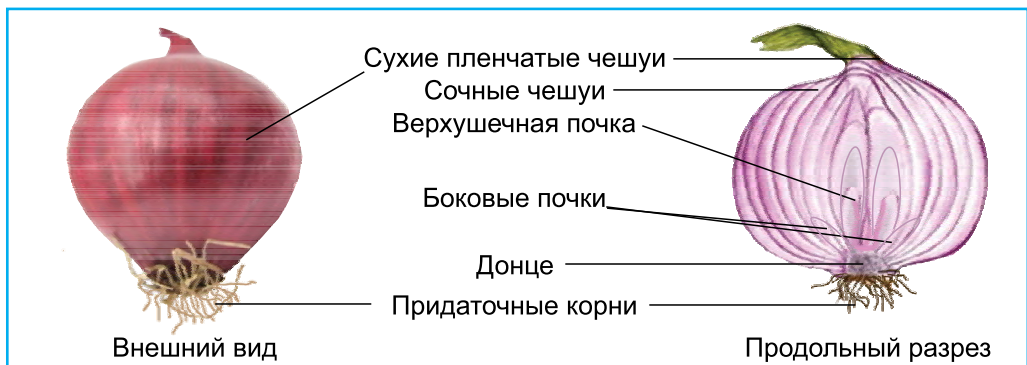 Сухие пленчатые чешуи
Сочные чешуи
Верхушечная почка
Боковые почки
Донце
Придаточные корни
Внешний вид
Продольный разрез